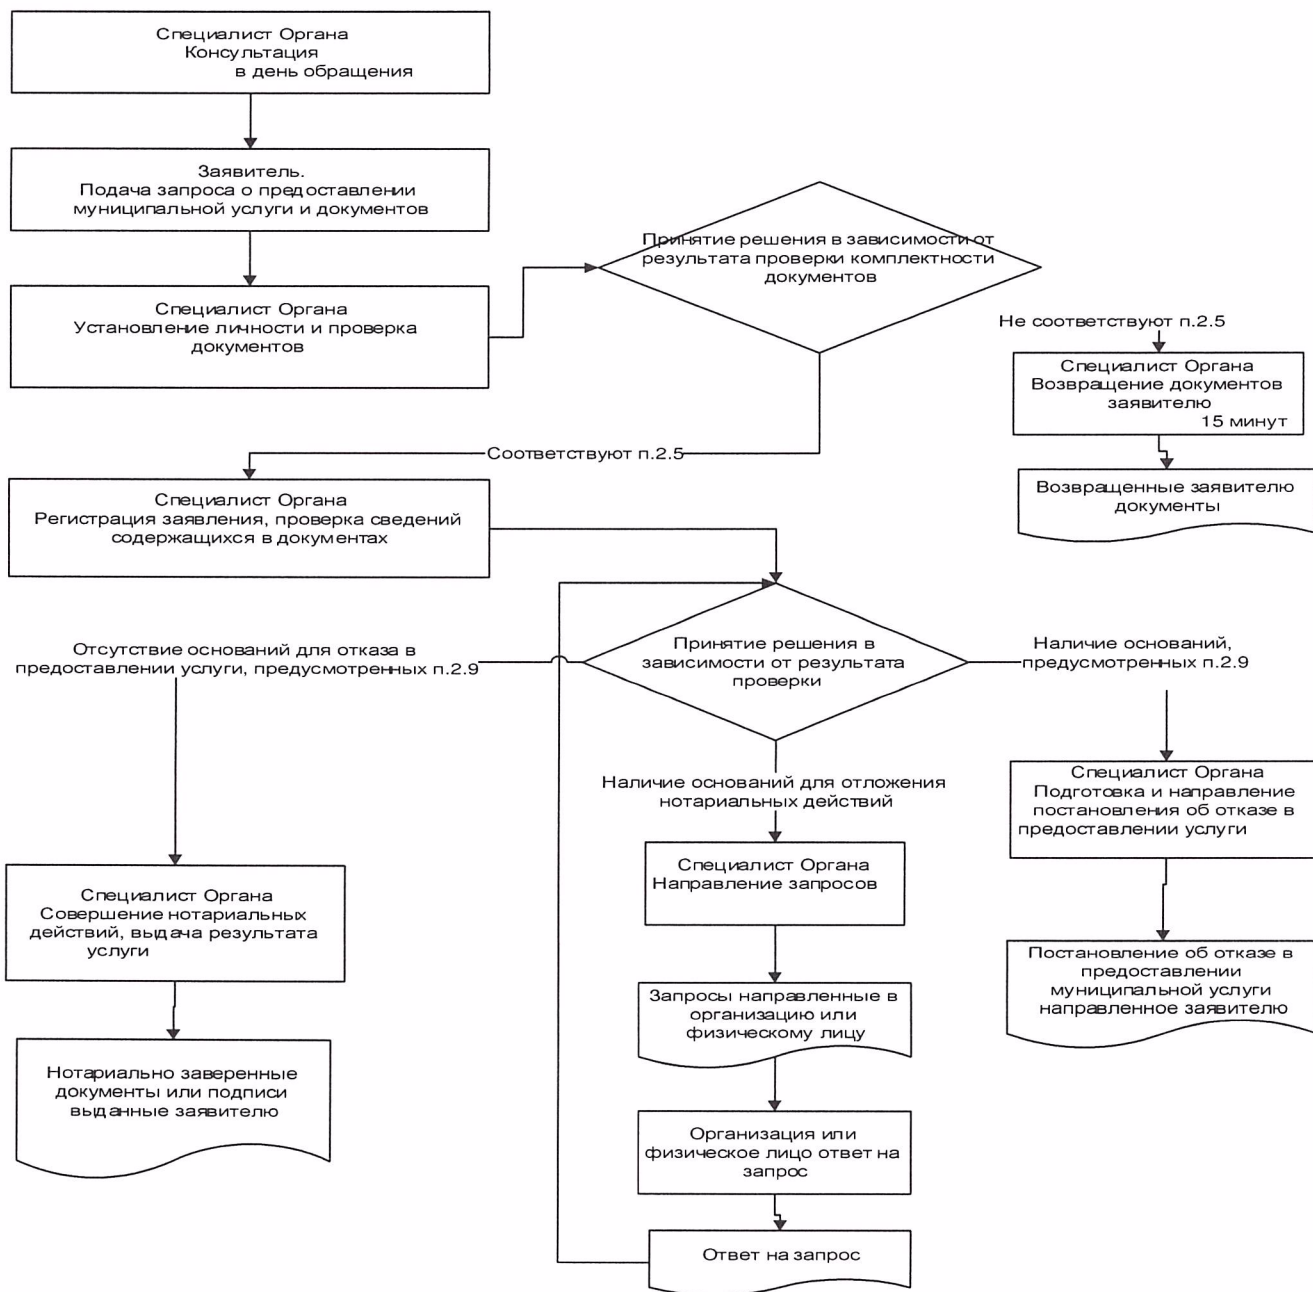 Специалист Органа
Консультация
в день обращения
Заявитель.
Подача запроса о предоставлении
муниципальной услуги и документов
Специалист Органа
Установление личности и проверка
документов
Принятие решения в зависимости от
результата проверки комплектности
документов
Не соответствуют п.2.5
Специалист Органа
Возвращение документов
заявителю
15 минут
Возвращенные заявителю
документы
Соответствуют п.2.5
Специалист Органа
Регистрация заявления, проверка сведений
содержащихся в документах
Принятие решения в
зависимости от результата
проверки
Отсутствие оснований для отказа в
предоставлении услуги, предусмотренных п.2.9
Наличие оснований,
предусмотренных п.2.9
Наличие оснований для отложения
нотариальных действий
Специалист Органа
Подготовка и направление
постановления об отказе в
предоставлении услуги
Специалист Органа
Направление запросов
Специалист Органа
Совершение нотариальных
действий, выдача результата
услуги
Постановление об отказе в
предоставлении
муниципальной услуги
направленное заявителю
Запросы направленные в
организацию или
физическому лицу
Нотариально заверенные
документы или подписи
выданные заявителю
Организация или
физическое лицо ответ на
запрос
Ответ на запрос